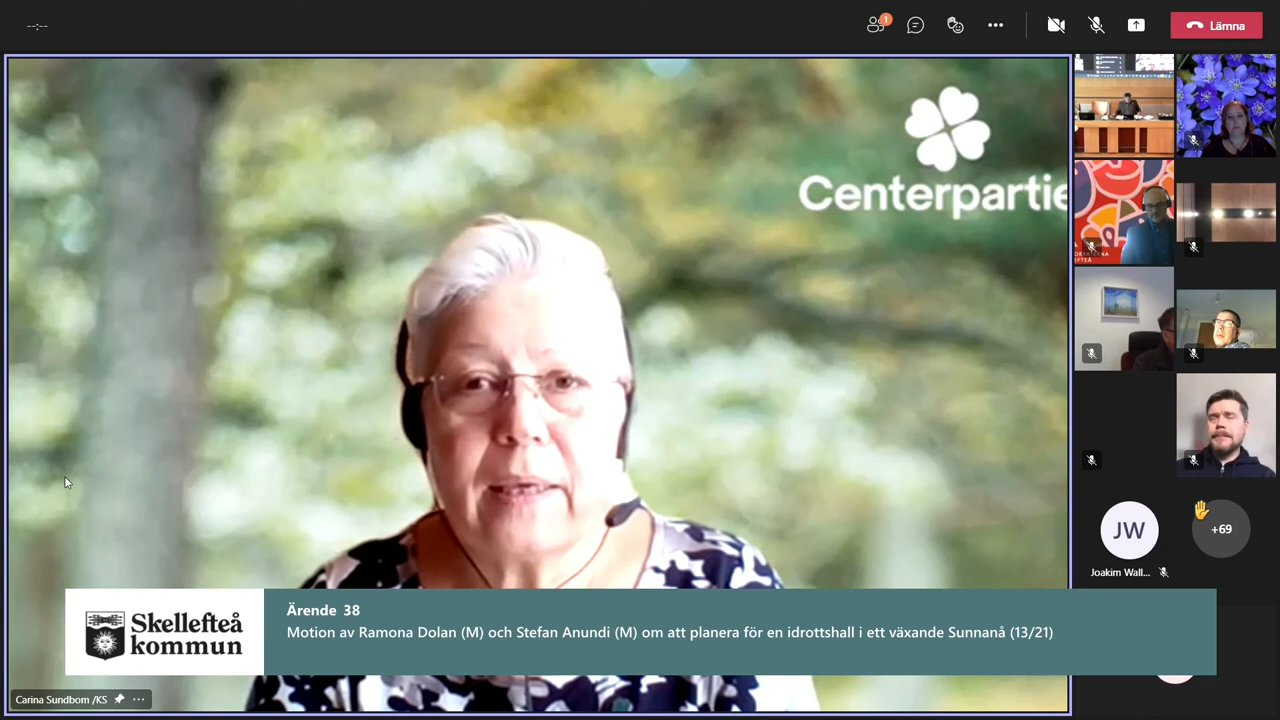 --:--
1
Lämna
Centerpartie
JW
+69
Joakim Wall...
Skellefteå
kommun
Ärende 38
Motion av Ramona Dolan (M) och Stefan Anundi (M) om att planera för en idrottshall i ett växande Sunnanå (13/21)
Carina Sundbom /KS